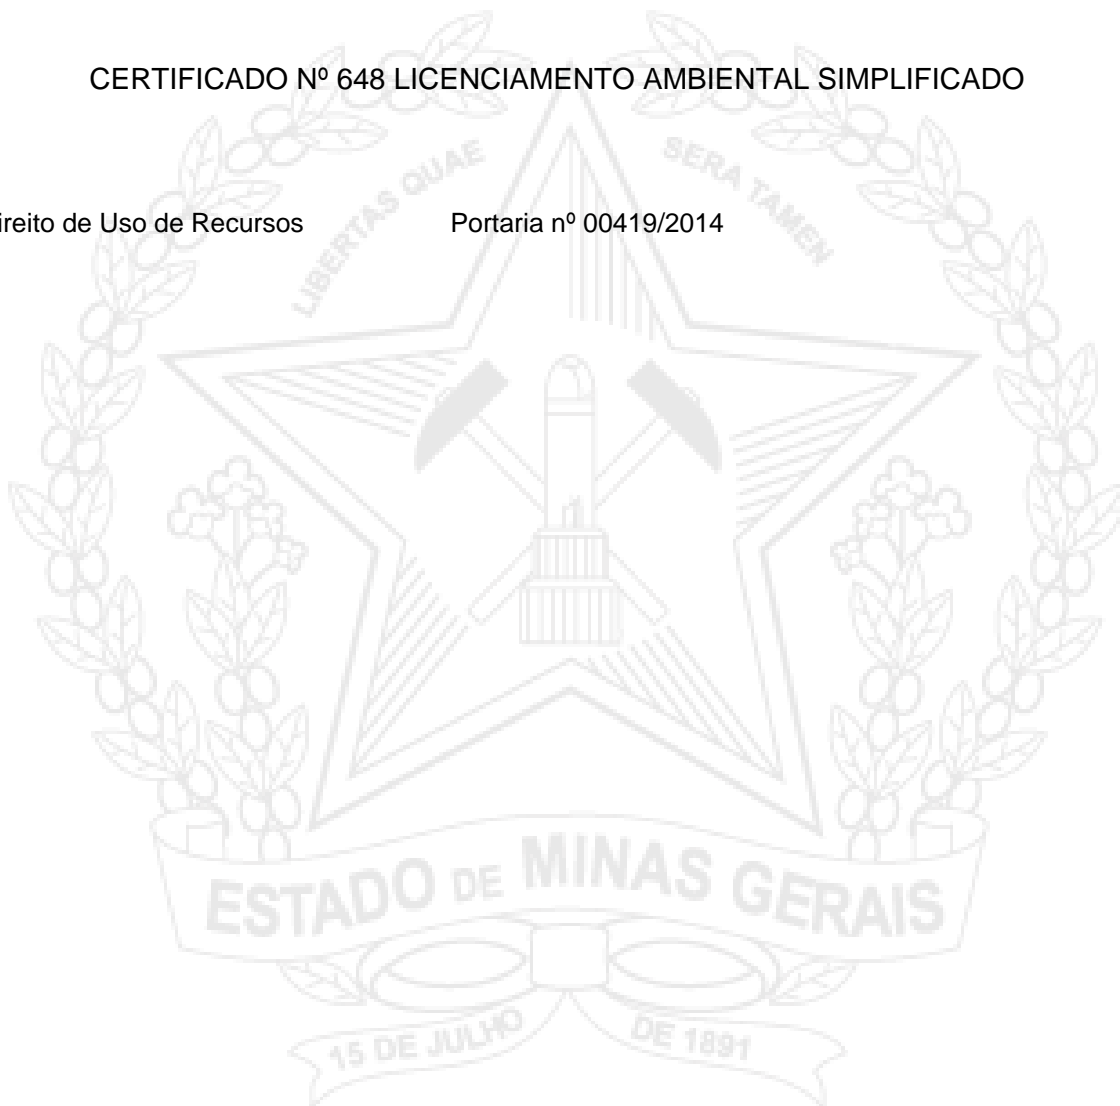 CERTIFICADO Nº 648 LICENCIAMENTO AMBIENTAL SIMPLIFICADO
LIBERTAS QUAE SERA TAMEN
ireito de Uso de Recursos Portaria nº 00419/2014
ESTADO DE MINAS GERAIS
15 DE JULHO DE 1891